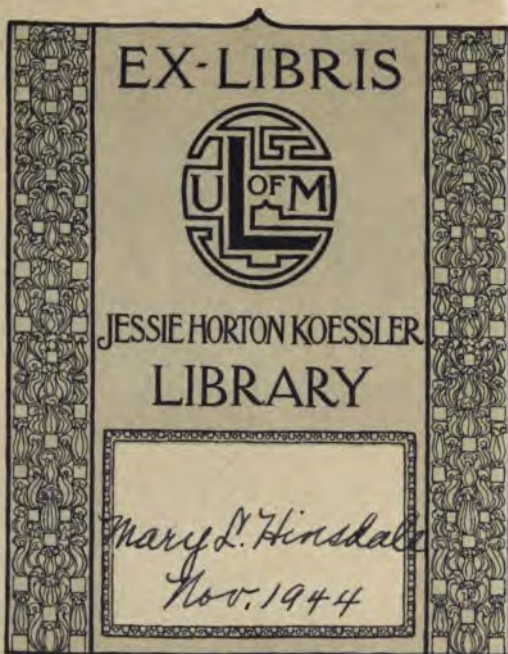 EX-LIBRIS
U OF M
L
JESSIE HORTON KOESSLER
LIBRARY
Mary L. Hinsdale
Nov. 1944